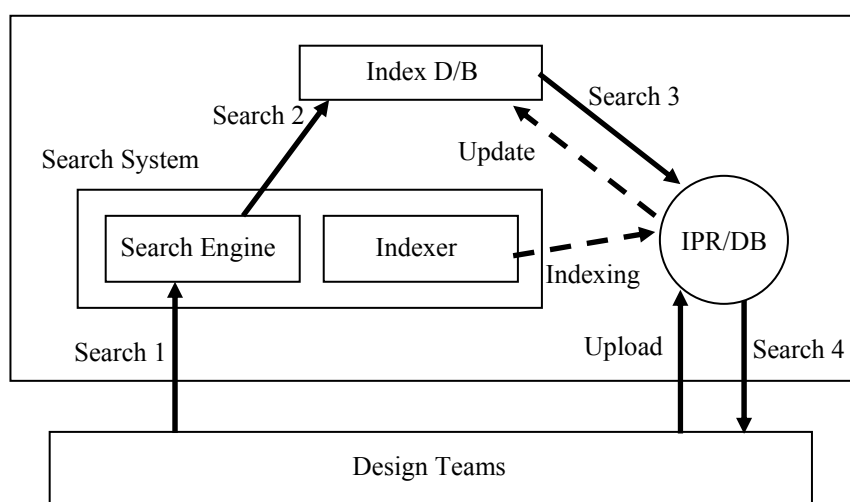 Index D/B
Search 3
Search 2
Update
Search System
Search Engine
Indexer
IPR/DB
Indexing
Search 1
Upload
Search 4
Design Teams